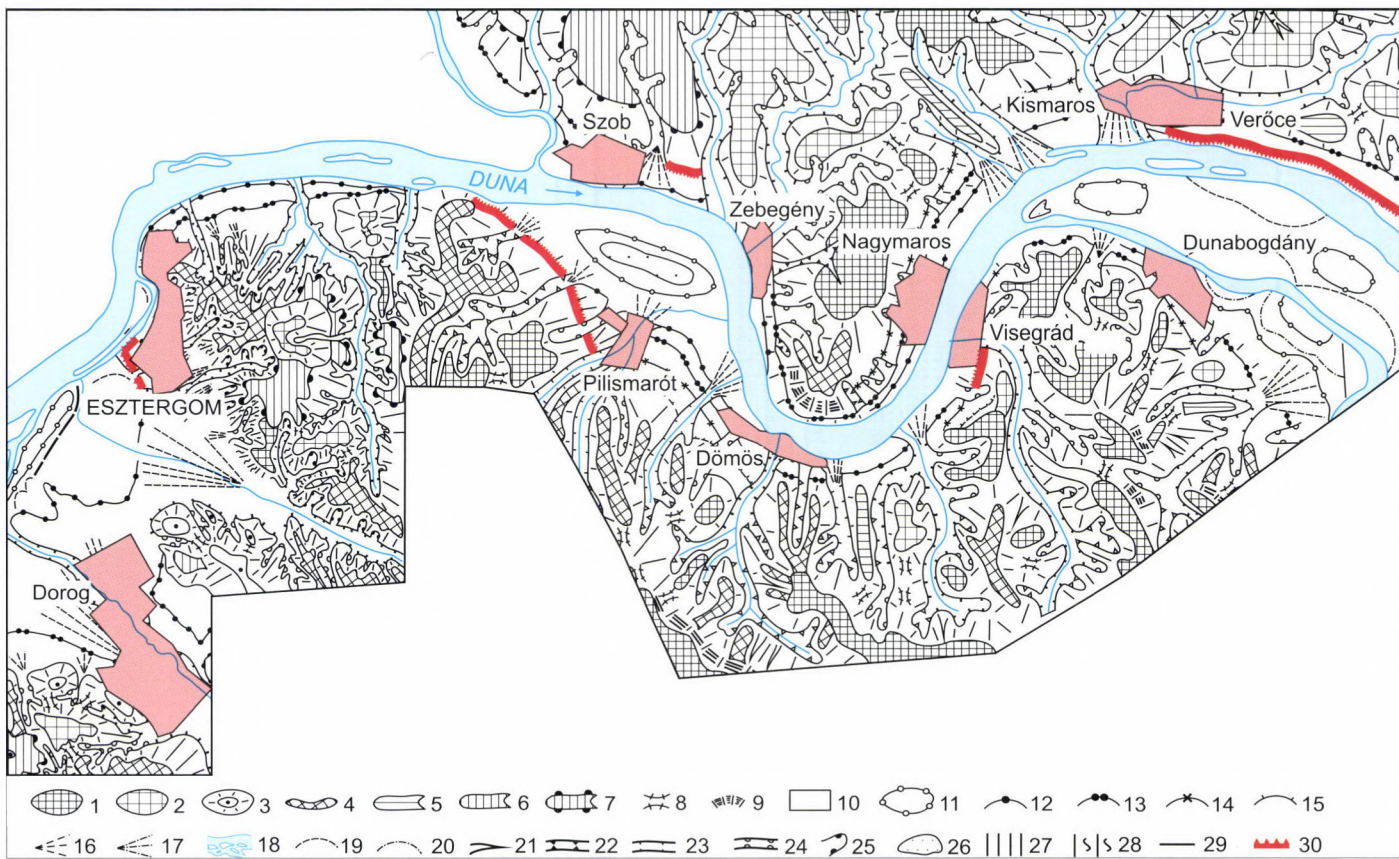 Kismaros
Szob
Verőce
DUNA
Zebegény
Nagymaros
Dunabogdány
Visegrád
Pilismarót
ESZTERGOM
Dömös
Dorog
1 2 3 4 5 6 7 8 9 10 11 12 13 14 15
16 17 18 19 20 21 22 23 24 25 26 27 28 29 30